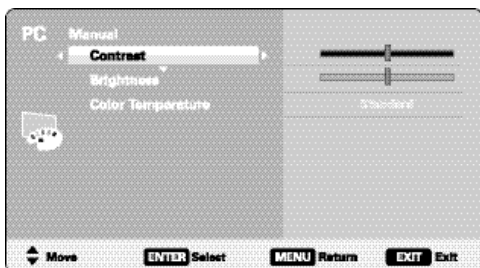 PC Manual
Contrast
Brightness
Color Temperature Standard
Move ENTER Select MENU Return EXIT Exit